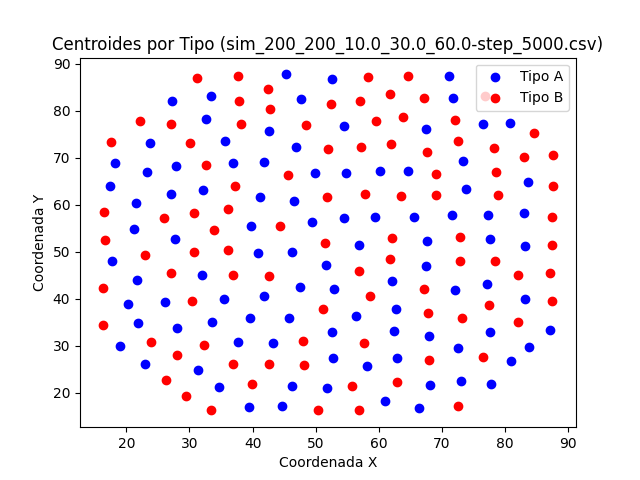 Centroides por Tipo (sim_200_200_10.0_30.0_60.0-step_5000.csv)
Tipo A
Tipo B
90
80
70
60
50
40
30
20
Coordenada Y
20 30 40 50 60 70 80 90
Coordenada X